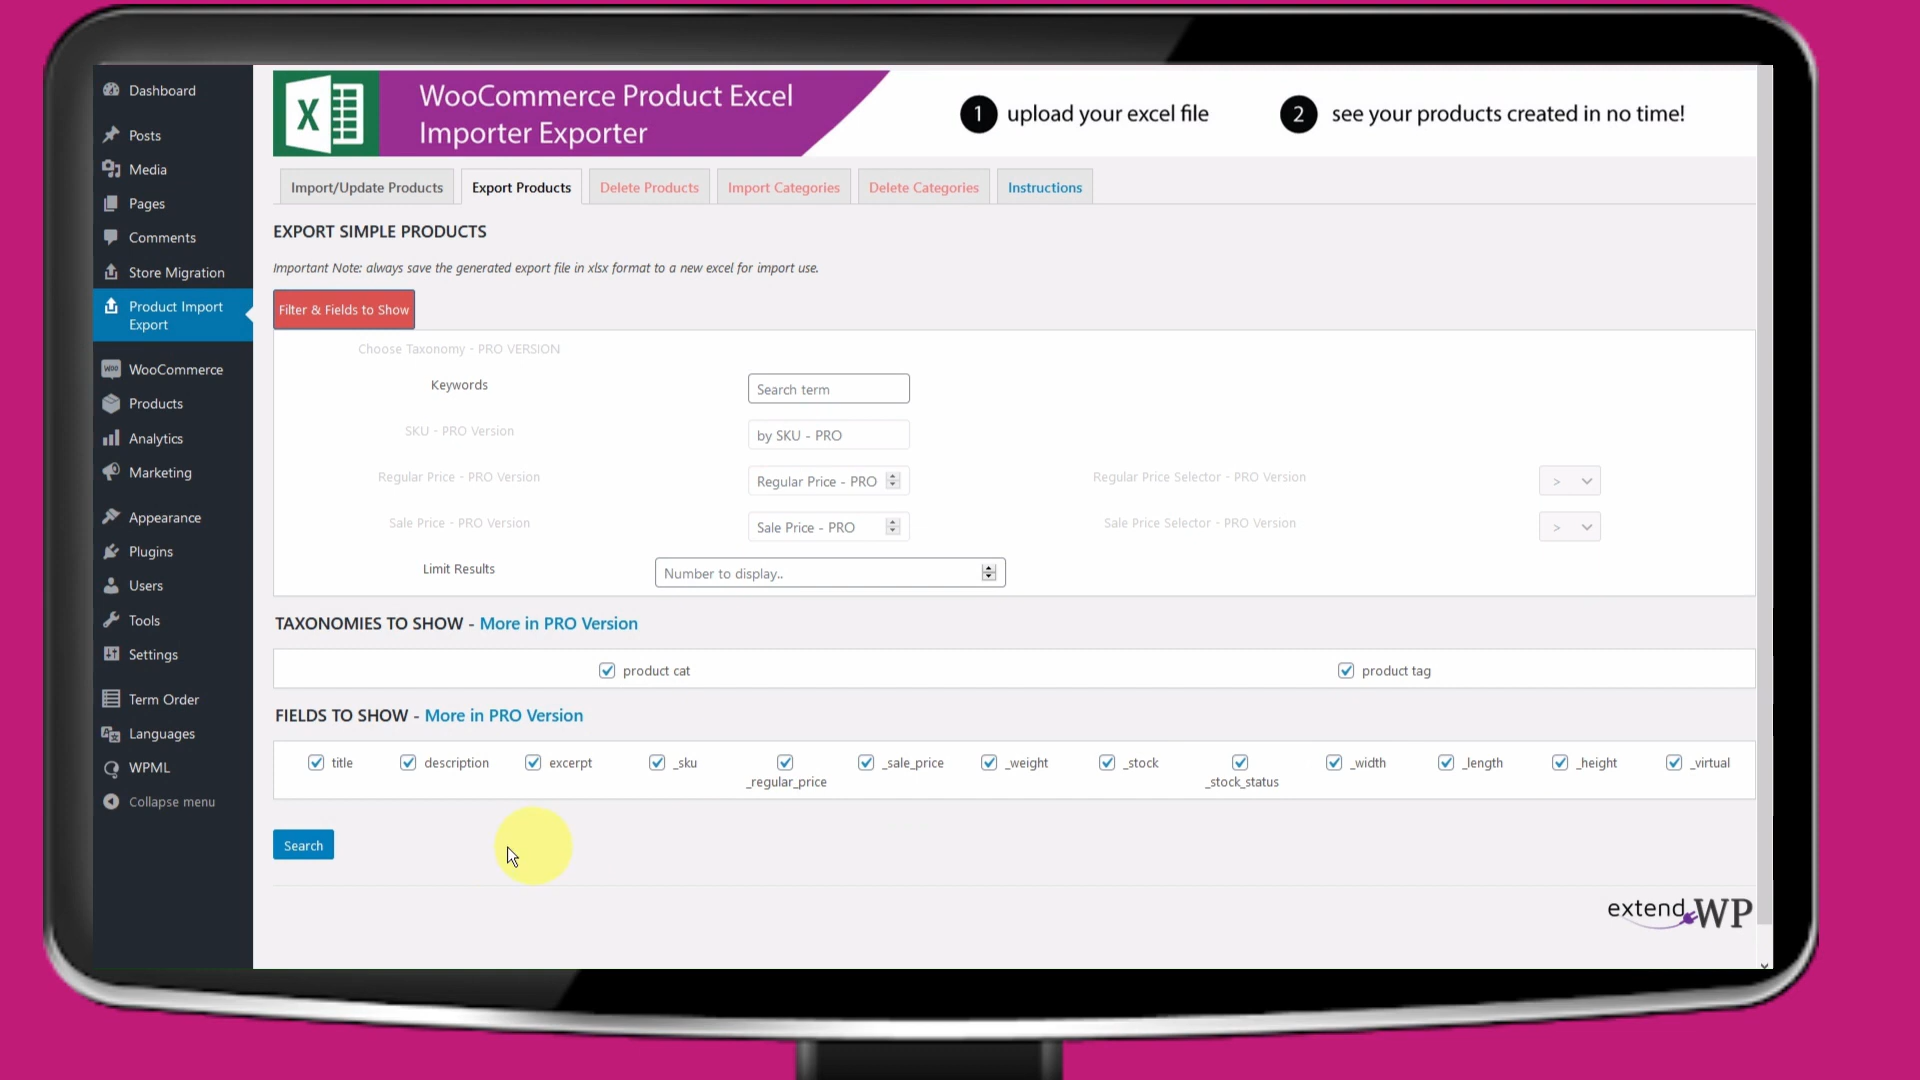 WooCommerce Product Excel
Importer Exporter
1 upload your excel file
2 see your products created in no time!
Dashboard
Posts
Media
Pages
Comments
Store Migration
Product Import
Export
WooCommerce
Products
Analytics
Marketing
Appearance
Plugins
Users
Tools
Settings
Term Order
Languages
WPML
Collapse menu
Import/Update Products
Export Products
Delete Products
Import Categories
Delete Categories
Instructions
EXPORT SIMPLE PRODUCTS
Important Note: always save the generated export file in xlsx format to a new excel for import use.
Filter & Fields to Show
Choose Taxonomy - PRO VERSION
Keywords
Search term
SKU - PRO Version
by SKU - PRO
Regular Price - PRO Version
Regular Price - PRO
Regular Price Selector - PRO Version
>
Sale Price - PRO Version
Sale Price - PRO
Sale Price Selector - PRO Version
>
Limit Results
Number to display..
TAXONOMIES TO SHOW - More in PRO Version
product cat
product tag
FIELDS TO SHOW - More in PRO Version
title
description
excerpt
_sku
_regular_price
_sale_price
_weight
_stock
_stock_status
_width
_length
_height
_virtual
Search
extendWP